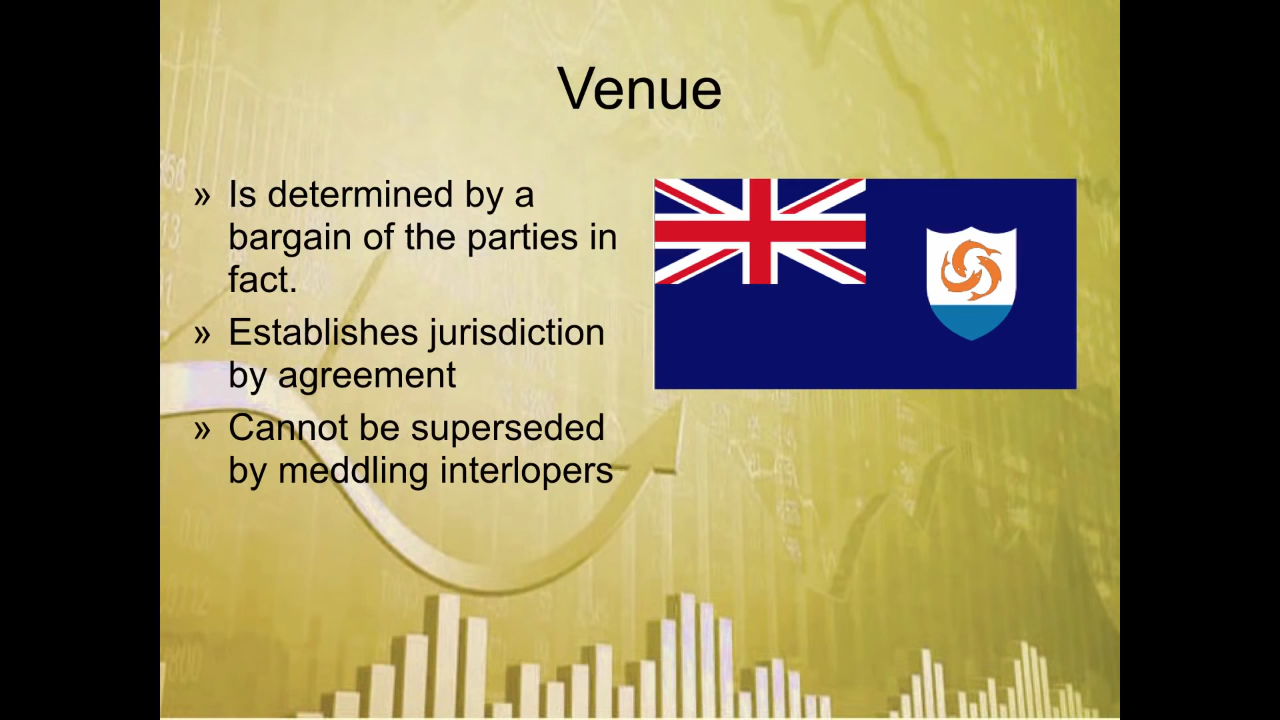 Venue
» Is determined by a
bargain of the parties in
fact.
» Establishes jurisdiction
by agreement
» Cannot be superseded
by meddling interlopers